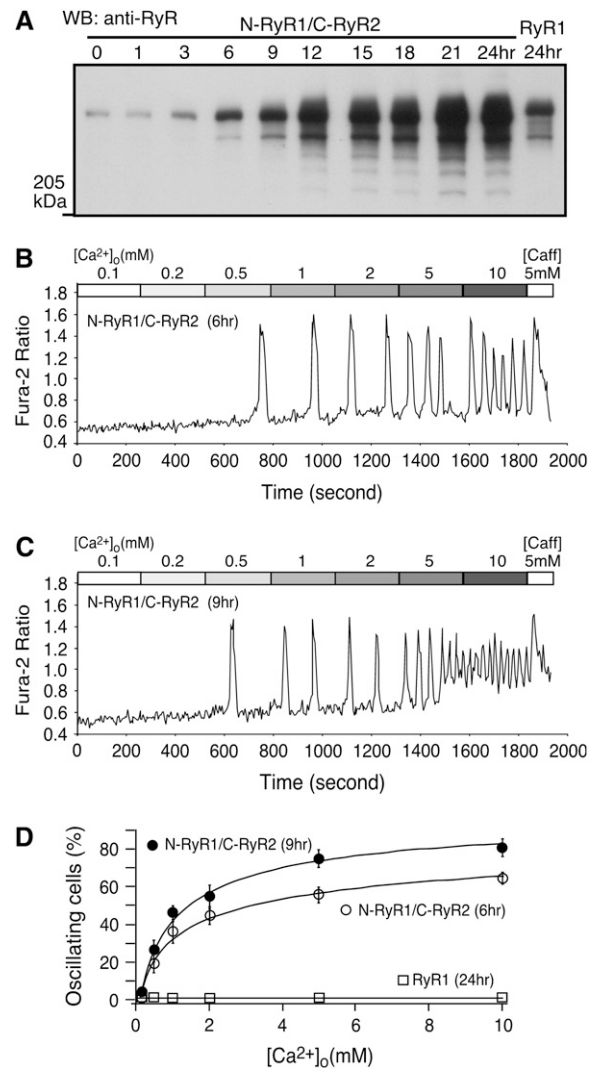 A
WB: anti-RyR
N-RyR1/C-RyR2
RyR1
0 1 3 6 9 12 15 18 21 24hr 24hr
205
kDa
B
[Ca²⁺]ₒ(mM)
[Caff]
0.1 0.2 0.5 1 2 5 10 5mM
N-RyR1/C-RyR2 (6hr)
Fura-2 Ratio
1.8
1.6
1.4
1.2
1.0
0.8
0.6
0.4
0 200 400 600 800 1000 1200 1400 1600 1800 2000
Time (second)
C
[Ca²⁺]ₒ(mM)
[Caff]
0.1 0.2 0.5 1 2 5 10 5mM
N-RyR1/C-RyR2 (9hr)
Fura-2 Ratio
1.8
1.6
1.4
1.2
1.0
0.8
0.6
0.4
0 200 400 600 800 1000 1200 1400 1600 1800 2000
Time (second)
D
Oscillating cells (%)
80
60
40
20
0
N-RyR1/C-RyR2 (9hr)
N-RyR1/C-RyR2 (6hr)
RyR1 (24hr)
0 2 4 6 8 10
[Ca²⁺]ₒ(mM)